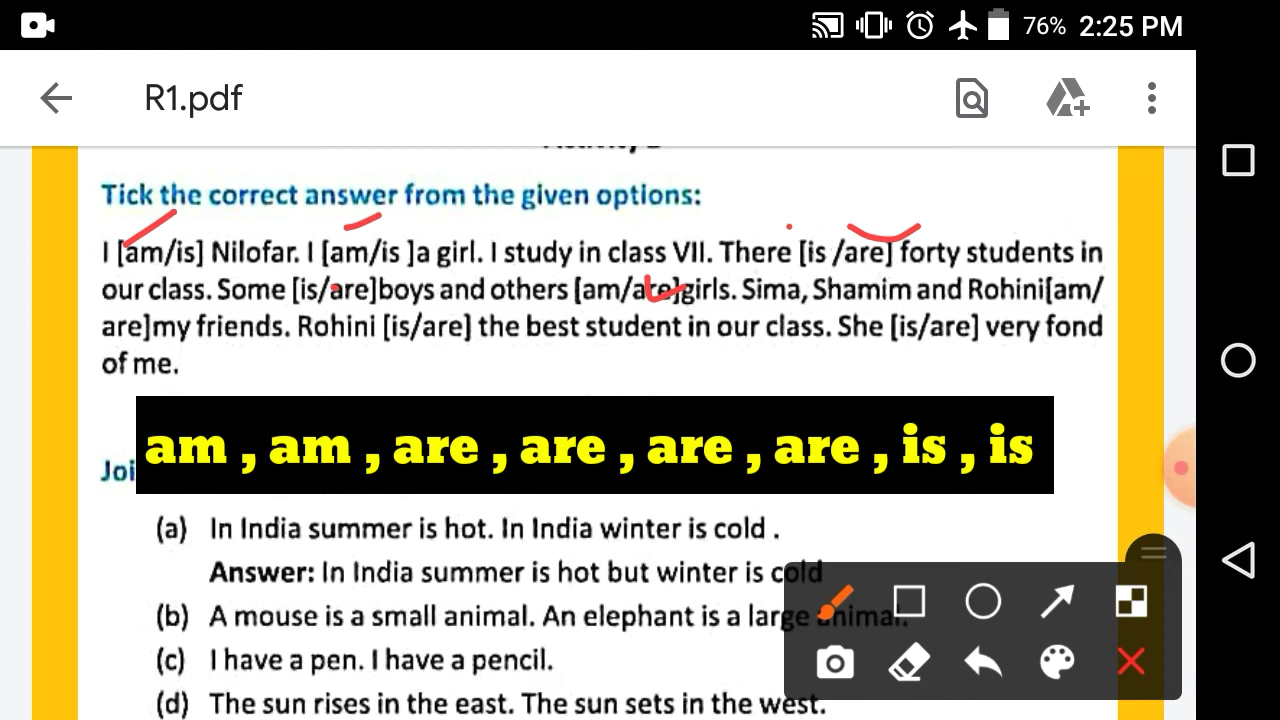 76% 2:25 PM
R1.pdf
Tick the correct answer from the given options:
I [am/is] Nilofar. I [am/is ]a girl. I study in class VII. There [is /are] forty students in
our class. Some [is/are]boys and others [am/are]girls. Sima, Shamim and Rohini[am/
are]my friends. Rohini [is/are] the best student in our class. She [is/are] very fond
of me.
am , am , are , are , are , are , is , is
(a) In India summer is hot. In India winter is cold .
Answer: In India summer is hot but winter is cold
(b) A mouse is a small animal. An elephant is a large animal.
(c) I have a pen. I have a pencil.
(d) The sun rises in the east. The sun sets in the west.